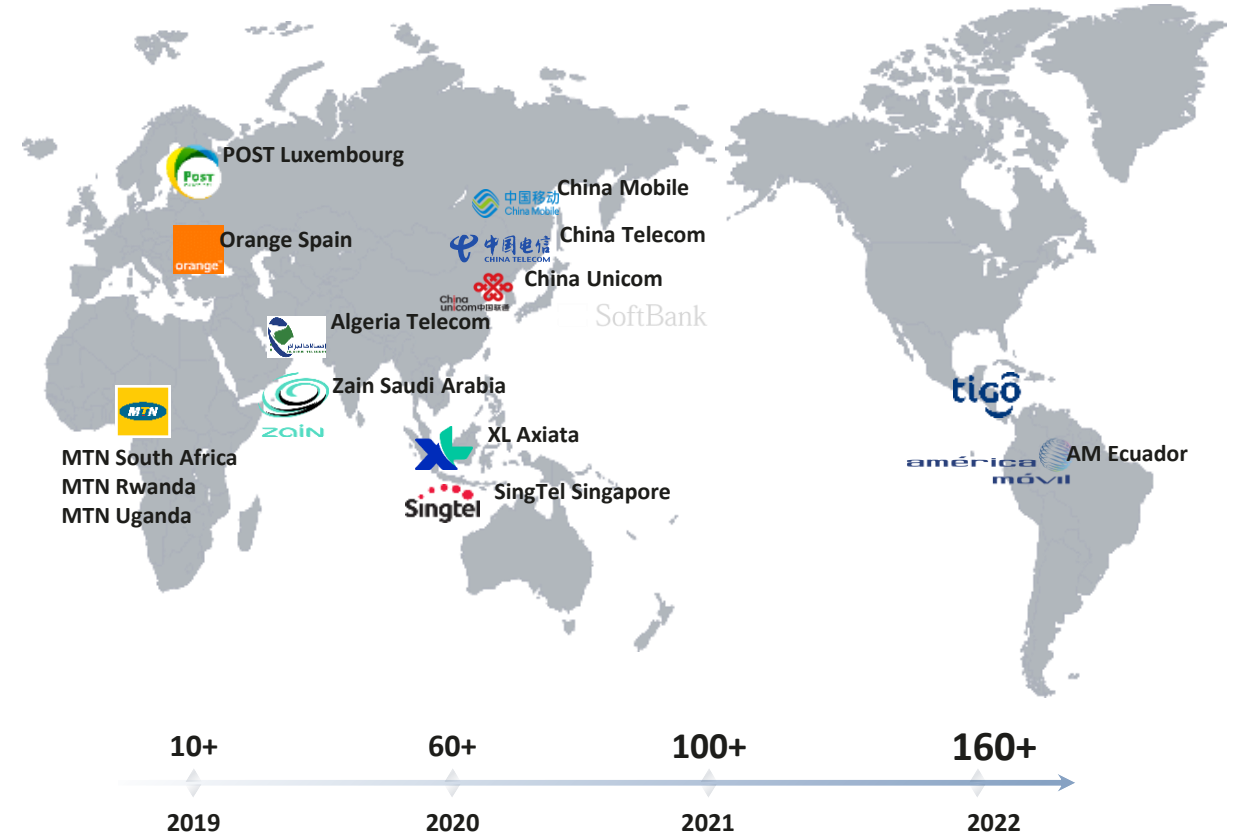 POST Luxembourg
POST
中国移动
China Mobile
China Mobile
Orange Spain
orange™
中国电信
CHINA TELECOM
China Telecom
China Unicom
China
unicom中国联通
SoftBank
Algeria Telecom
Zain Saudi Arabia
ZaiN
MTN
MTN South Africa
MTN Rwanda
MTN Uganda
XL Axiata
SingTel Singapore
Singtel
tigo
américa
móvil
AM Ecuador
10+
60+
100+
160+
2019
2020
2021
2022